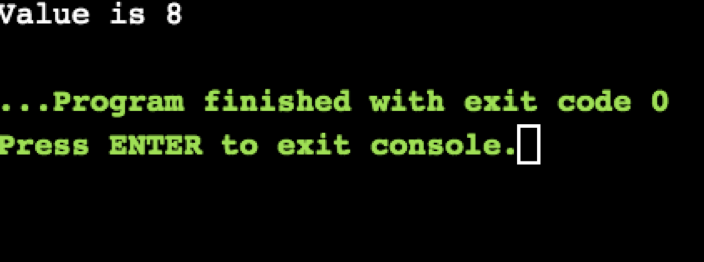 Value is 8
...Program finished with exit code 0
Press ENTER to exit console.